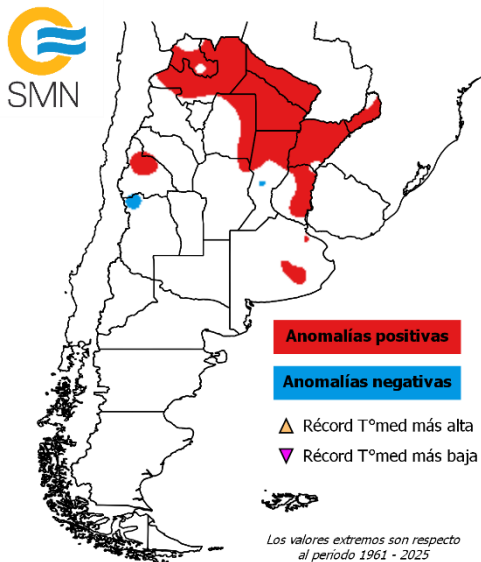 SMN
Anomalías positivas
Anomalías negativas
Récord T°med más alta
Récord T°med más baja
Los valores extremos son respecto
al período 1961 - 2025